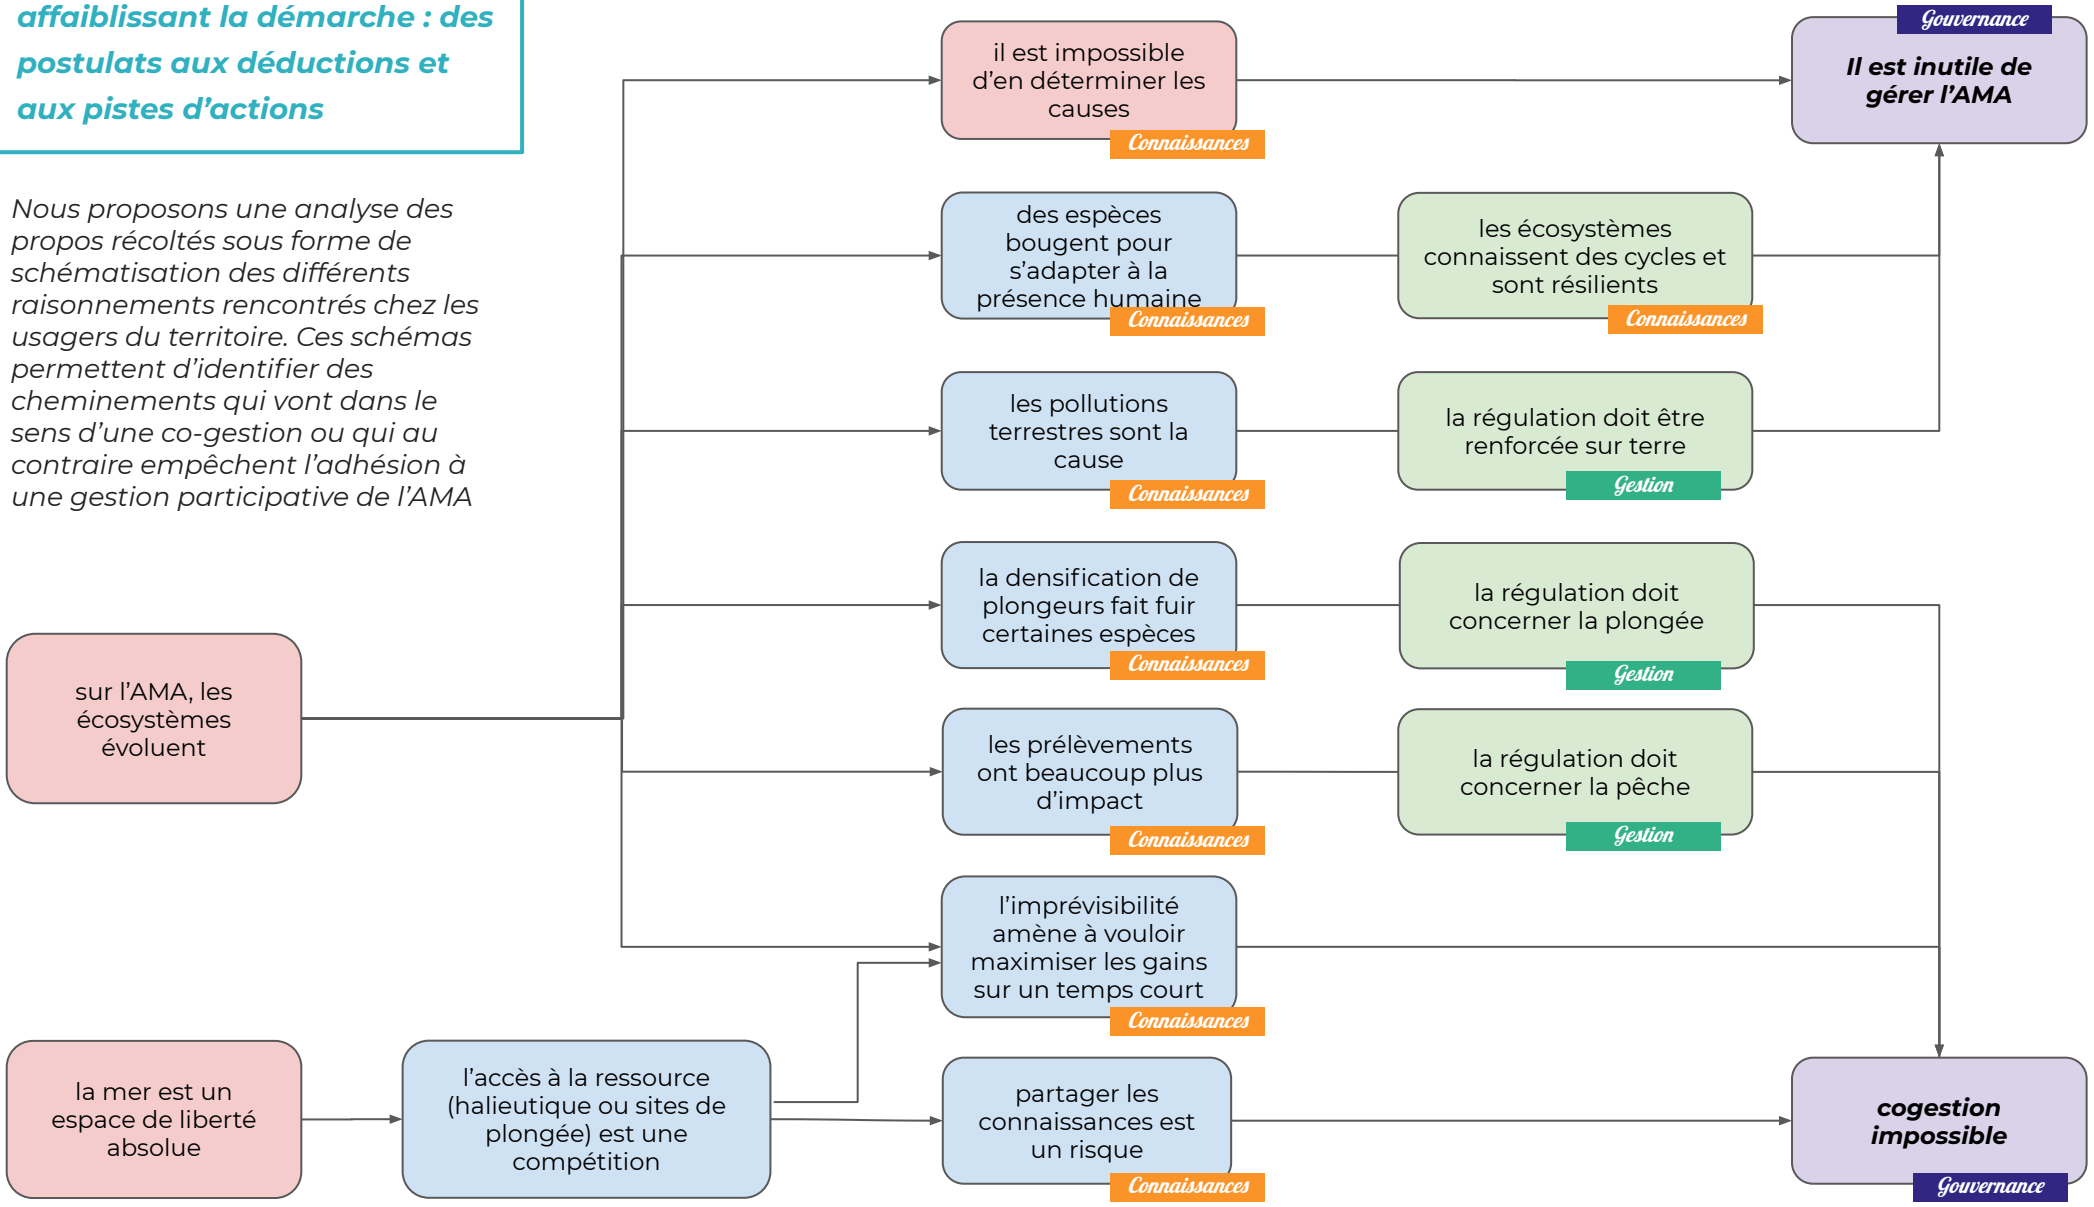 affaiblissant la démarche : des
postulats aux déductions et
aux pistes d'actions
Nous proposons une analyse des
propos récoltés sous forme de
schématisation des différents
raisonnements rencontrés chez les
usagers du territoire. Ces schémas
permettent d'identifier des
cheminements qui vont dans le
sens d'une co-gestion ou qui au
contraire empêchent l'adhésion à
une gestion participative de l'AMA
sur l'AMA, les
écosystèmes
évoluent
la mer est un
espace de liberté
absolue
l'accès à la ressource
(halieutique ou sites de
plongée) est une
compétition
il est impossible
d'en déterminer les
causes
Connaissances
des espèces
bougent pour
s'adapter à la
présence humaine
Connaissances
les écosystèmes
connaissent des cycles et
sont résilients
Connaissances
les pollutions
terrestres sont la
cause
Connaissances
la régulation doit être
renforcée sur terre
Gestion
la densification de
plongeurs fait fuir
certaines espèces
Connaissances
la régulation doit
concerner la plongée
Gestion
les prélèvements
ont beaucoup plus
d'impact
Connaissances
la régulation doit
concerner la pêche
Gestion
l'imprévisibilité
amène à vouloir
maximiser les gains
sur un temps court
Connaissances
partager les
connaissances est
un risque
Connaissances
Gouvernance
Il est inutile de
gérer l'AMA
cogestion
impossible
Gouvernance